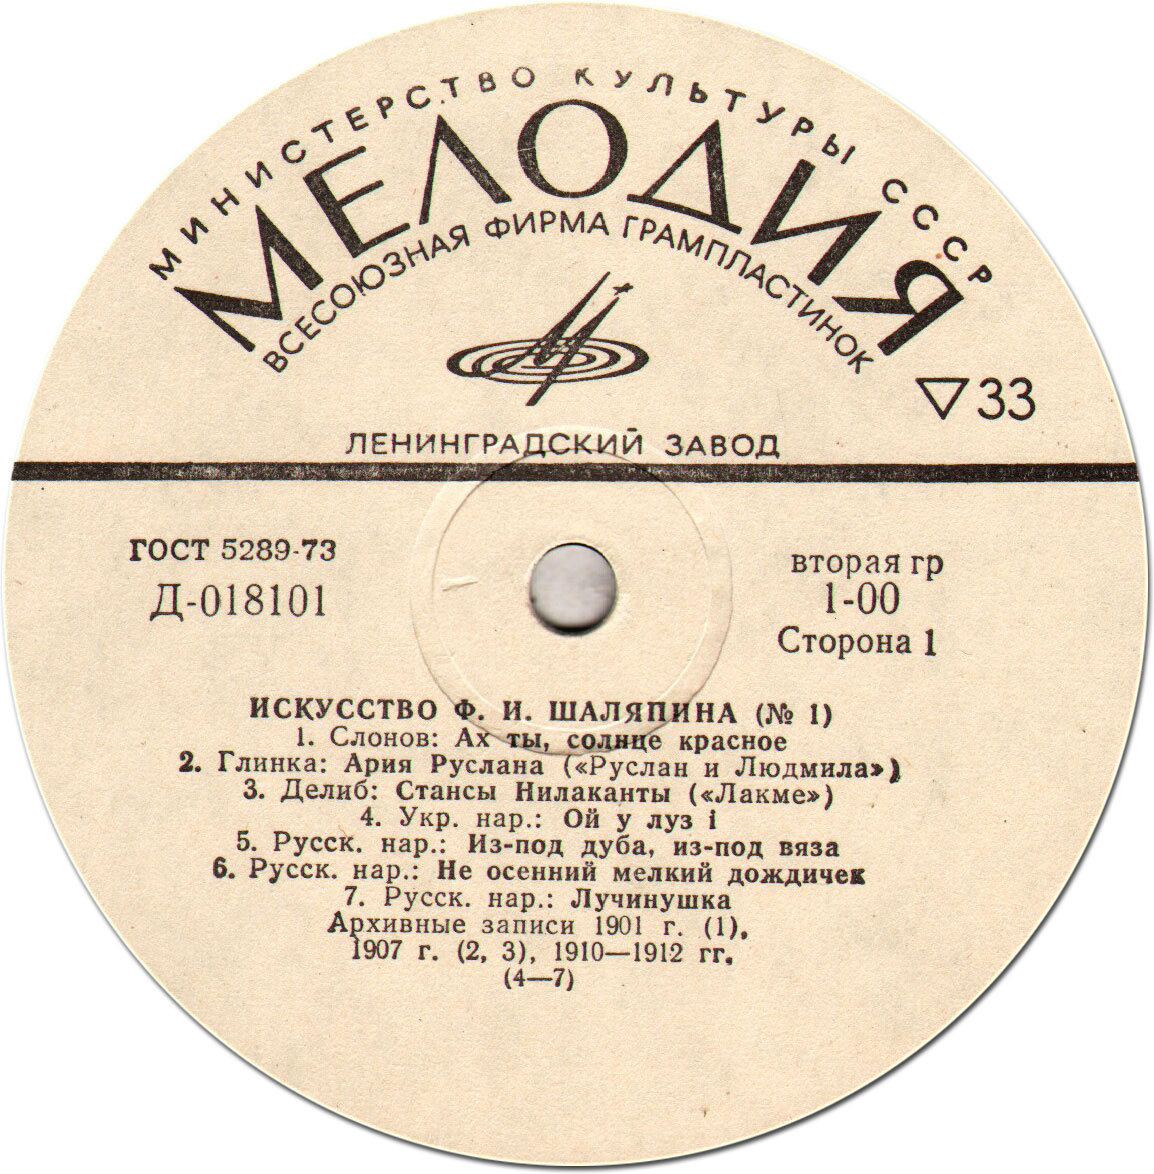 МИНИСТЕРСТВО КУЛЬТУРЫ СССР
МЕЛОДИЯ
ВСЕСОЮЗНАЯ ФИРМА ГРАМПЛАСТИНОК
▽33
ЛЕНИНГРАДСКИЙ ЗАВОД
ГОСТ 5289-73
Д-018101
вторая гр
1-00
Сторона 1
ИСКУССТВО Ф. И. ШАЛЯПИНА (№ 1)
1. Слонов: Ах ты, солнце красное
2. Глинка: Ария Руслана («Руслан и Людмила»)
3. Делиб: Стансы Нилаканты («Лакме»)
4. Укр. нар.: Ой у луз і
5. Русск. нар.: Из-под дуба, из-под вяза
6. Русск. нар.: Не осенний мелкий дождичек
7. Русск. нар.: Лучинушка
Архивные записи 1901 г. (1),
1907 г. (2, 3), 1910—1912 гг.
(4—7)